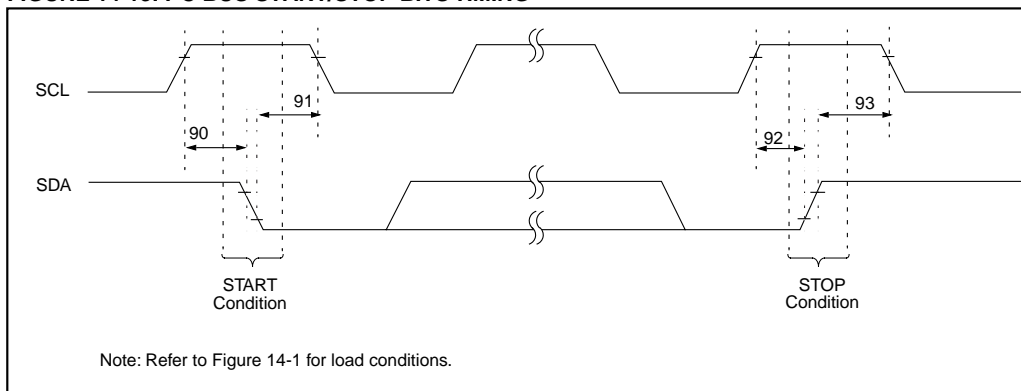 SCL
91
93
90
92
SDA
START
Condition
STOP
Condition
Note: Refer to Figure 14-1 for load conditions.